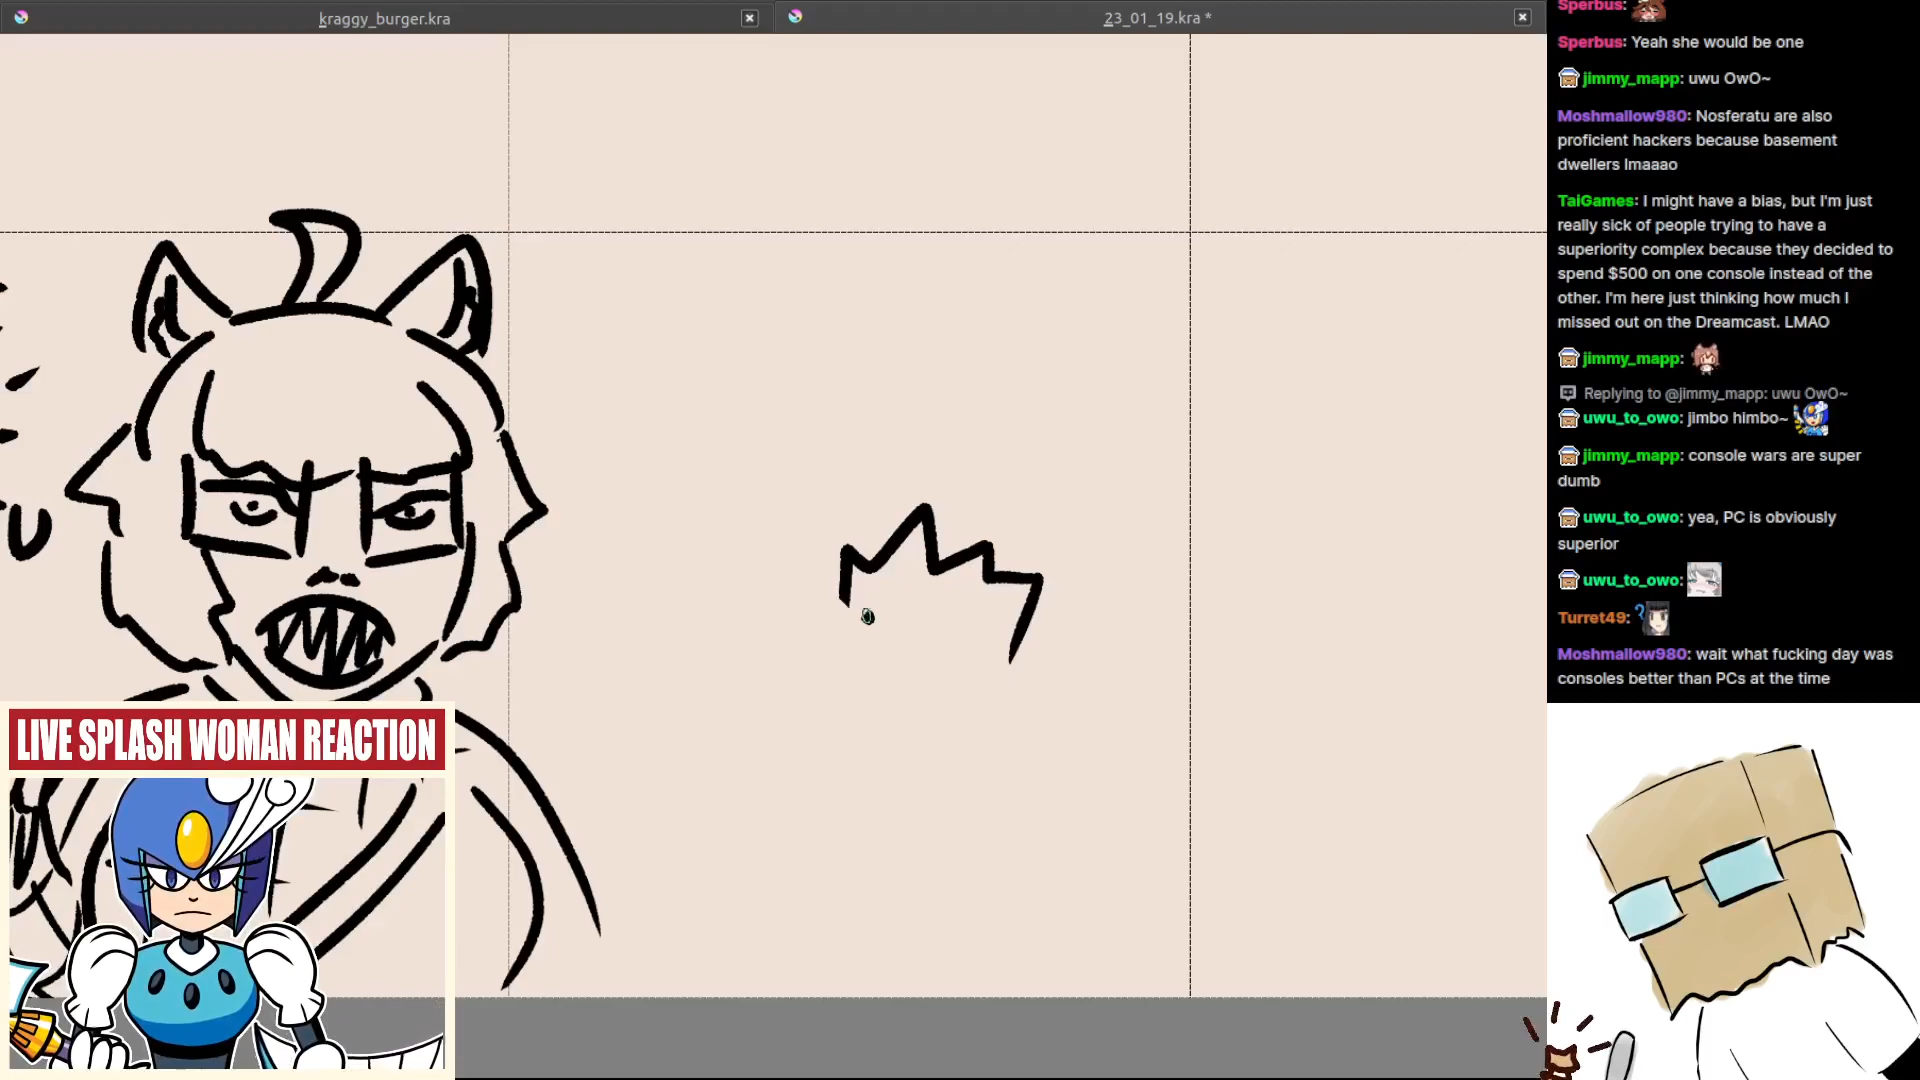 kraggy_burger.kra
23_01_19.kra *
Sperbus:
Sperbus: Yeah she would be one
jimmy_mapp: uwu OwO~
Moshmallow980: Nosferatu are also
proficient hackers because basement
dwellers lmaaao
TaiGames: I might have a bias, but I'm just
really sick of people trying to have a
superiority complex because they decided to
spend $500 on one console instead of the
other. I'm here just thinking how much I
missed out on the Dreamcast. LMAO
jimmy_mapp:
Replying to @jimmy_mapp: uwu OwO~
uwu_to_owo: jimbo himbo~
jimmy_mapp: console wars are super
dumb
uwu_to_owo: yea, PC is obviously
superior
uwu_to_owo:
Turret49:
Moshmallow980: wait what fucking day was
consoles better than PCs at the time
U
LIVE SPLASH WOMAN REACTION